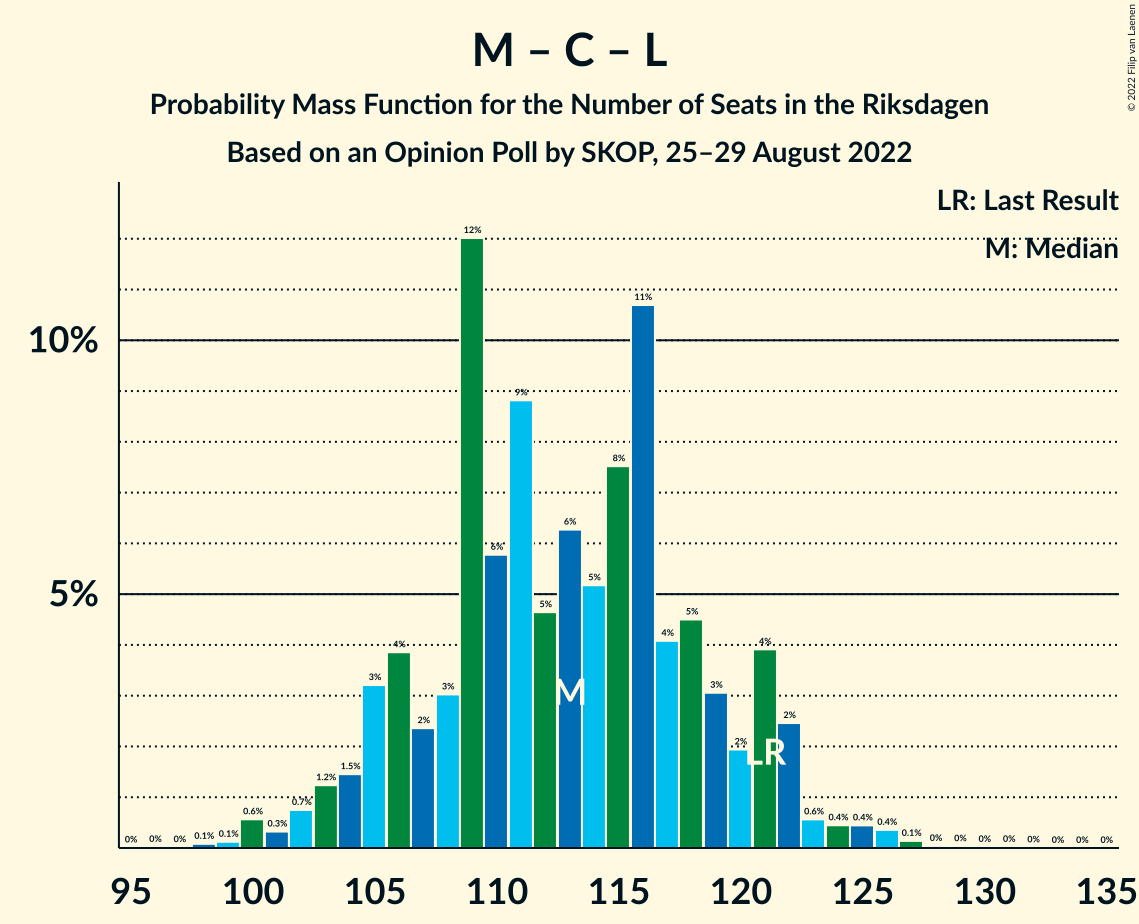 © 2022 Filip van Laenen
M – C – L
Probability Mass Function for the Number of Seats in the Riksdagen
Based on an Opinion Poll by SKOP, 25–29 August 2022
LR: Last Result
M: Median
10%
5%
0% 0% 0% 0.1% 0.1% 0.6% 0.3% 0.7% 1.2% 1.5% 3% 4% 2% 3% 12% 6% 9% 5% 6% 5% 8% 11% 4% 5% 3% 2% 4% 2% 0.6% 0.4% 0.4% 0.4% 0.1% 0% 0% 0% 0% 0% 0% 0% 0%
M
LR
95 100 105 110 115 120 125 130 135